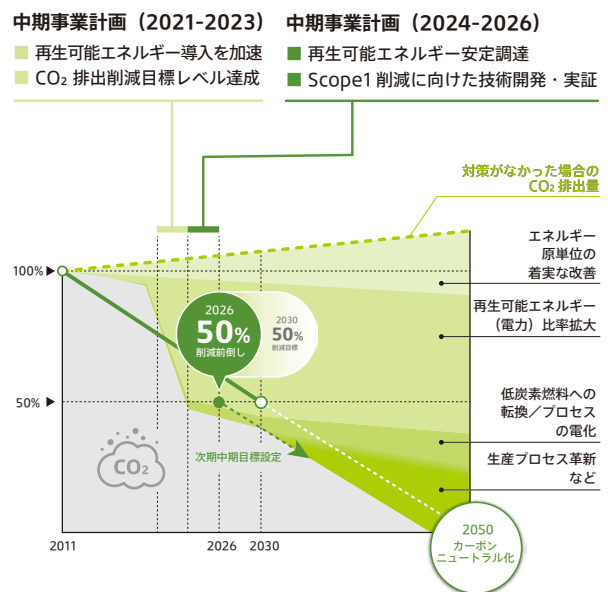 中期事業計画（2021-2023）
再生可能エネルギー導入を加速
CO₂ 排出削減目標レベル達成
中期事業計画（2024-2026）
再生可能エネルギー安定調達
Scope1 削減に向けた技術開発・実証
対策がなかった場合の
CO₂ 排出量
エネルギー
原単位の
着実な改善
100%
再生可能エネルギー
（電力）比率拡大
2026
50%
削減前倒し
2030
50%
削減目標
50%
低炭素燃料への
転換／プロセス
の電化
CO₂
次期中期目標設定
生産プロセス革新
など
2050
カーボン
ニュートラル化
2011
2026
2030